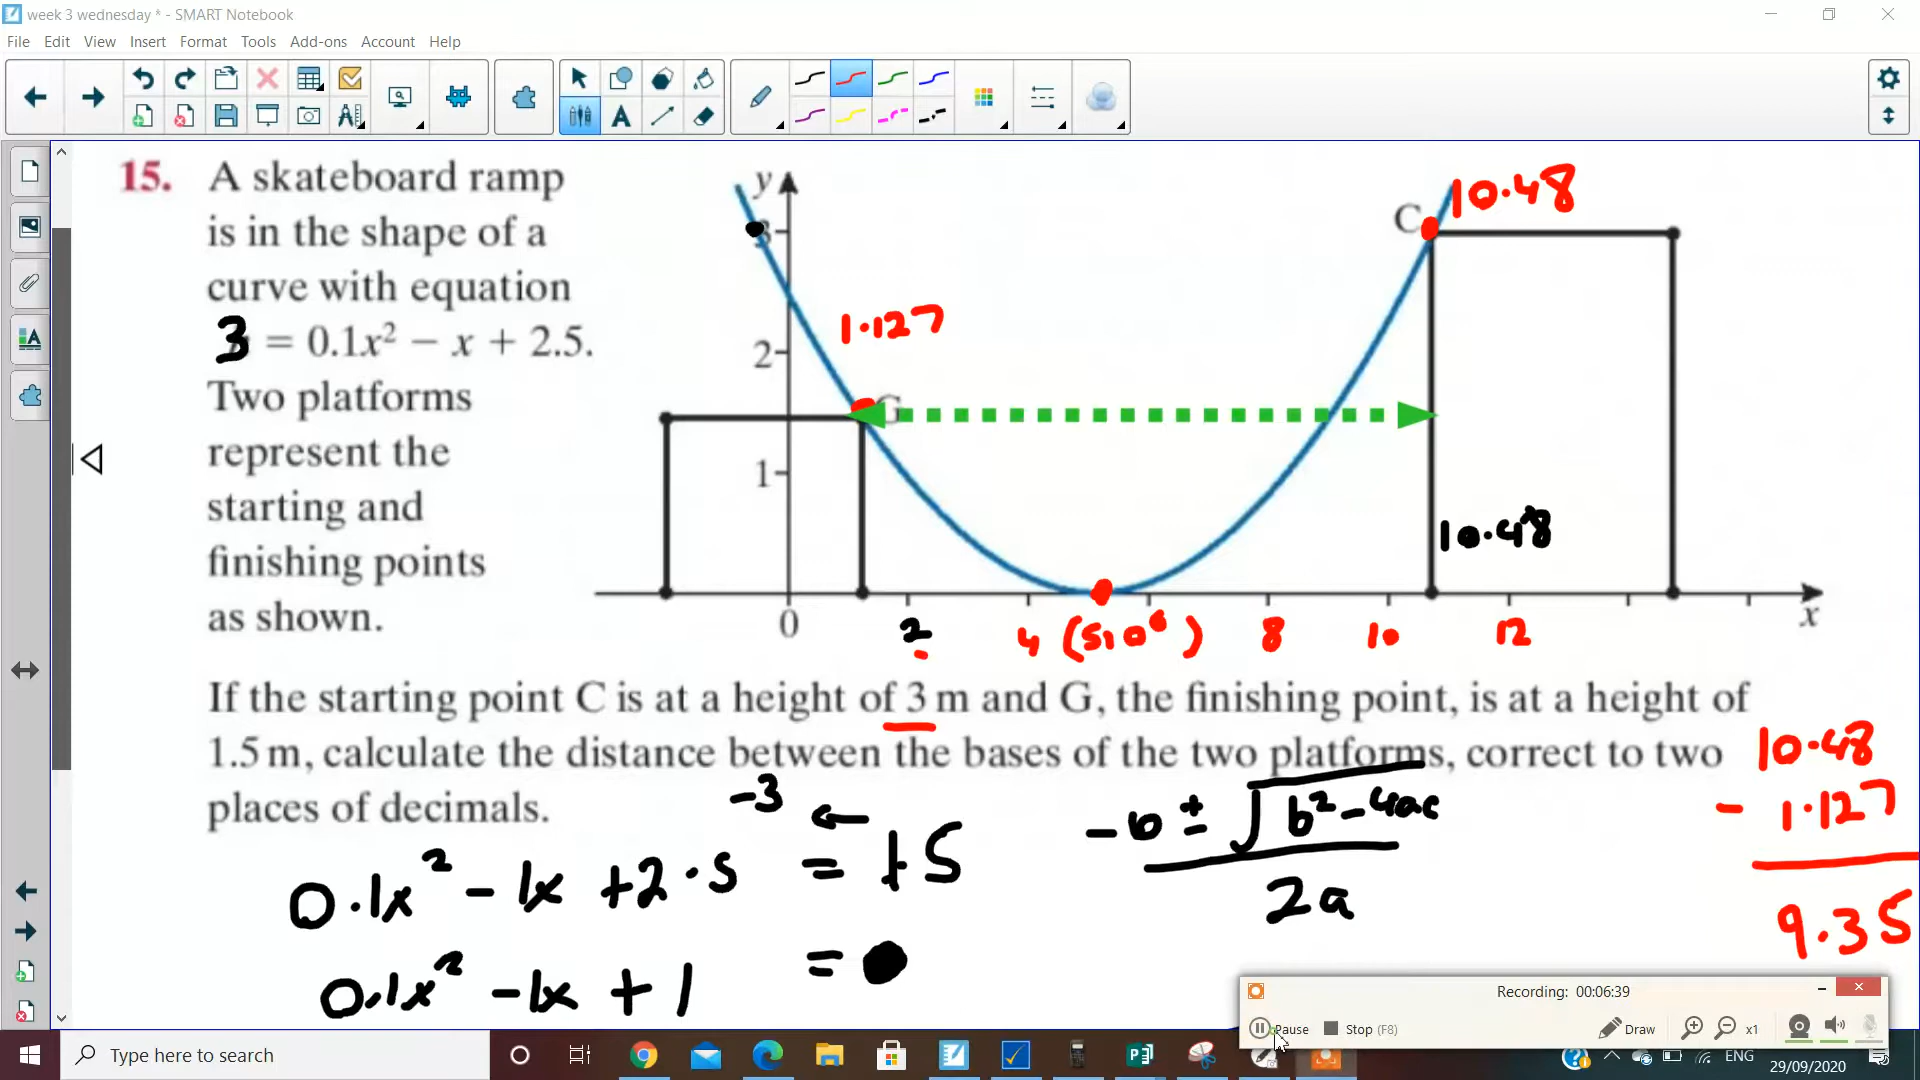 week 3 wednesday * - SMART Notebook
File Edit View Insert Format Tools Add-ons Account Help
15. A skateboard ramp
is in the shape of a
curve with equation
3 = 0.1x² − x + 2.5.
Two platforms
represent the
starting and
finishing points
as shown.
y
3
2
1
0
x
C
10.48
1.127
G
10.48
2 4 (5,0) 6 8 10 12
If the starting point C is at a height of 3 m and G, the finishing point, is at a height of
1.5 m, calculate the distance between the bases of the two platforms, correct to two
places of decimals.
-3 ←
0.1x² - 1x + 2.5 = 1.5
0.1x² - 1x + 1 = 0
-b ± √b² - 4ac
2a
10.48
- 1.127
9.35
Recording: 00:06:39
Pause Stop (F8) Draw x1
Type here to search
ENG
29/09/2020